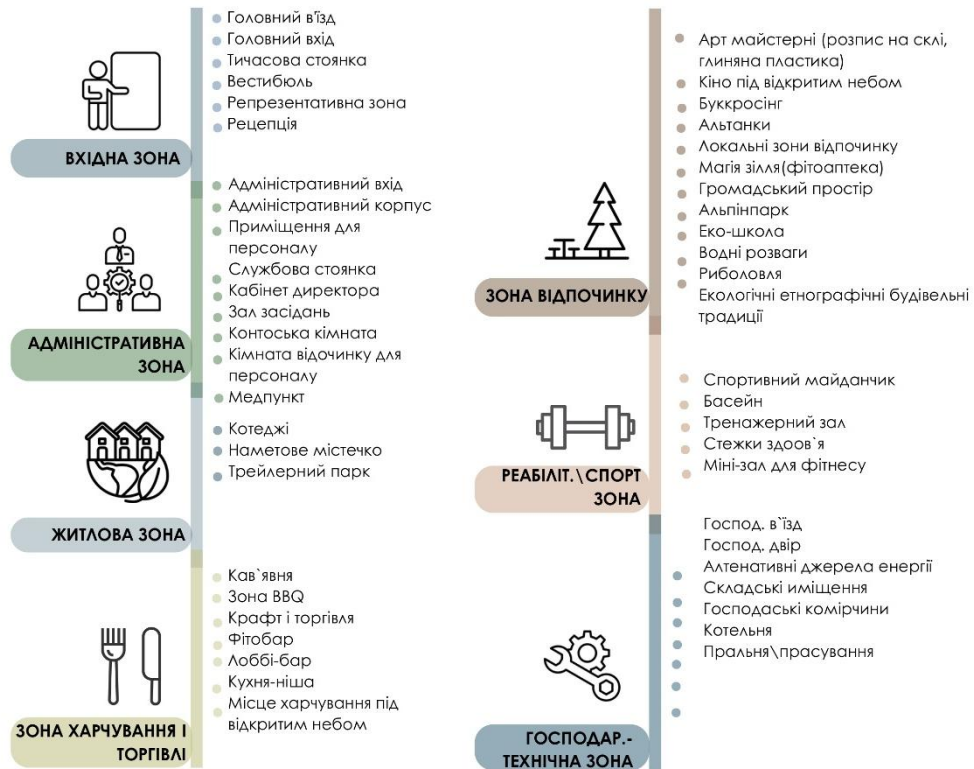 Головний в'їзд
Головний вхід
Тичасова стоянка
Вестибюль
Репрезентативна зона
Рецепція
ВХІДНА ЗОНА
Адміністративний вхід
Адміністративний корпус
Приміщення для
персоналу
Службова стоянка
Кабінет директора
Зал засідань
Контоська кімната
Кімната відочинку для
персоналу
Медпункт
АДМІНІСТРАТИВНА
ЗОНА
Котеджі
Наметове містечко
Трейлерний парк
ЖИТЛОВА ЗОНА
Кав`явня
Зона BBQ
Крафт і торгівля
Фітобар
Лоббі-бар
Кухня-ніша
Місце харчування під
відкритим небом
ЗОНА ХАРЧУВАННЯ І
ТОРГІВЛІ
Арт майстерні (розпис на склі,
глиняна пластика)
Кіно під відкритим небом
Буккросінг
Альтанки
Локальні зони відпочинку
Магія зілля(фітоаптека)
Громадський простір
Альпінпарк
Еко-школа
Водні розваги
Риболовля
Екологічні етнографічні будівельні
традиції
ЗОНА ВІДПОЧИНКУ
Спортивний майданчик
Басейн
Тренажерний зал
Стежки здоов`я
Міні-зал для фітнесу
РЕАБІЛІТ.\СПОРТ
ЗОНА
Господ. в`їзд
Господ. двір
Алтенативні джерела енергії
Складські иміщення
Господаські комірчини
Котельня
Пральня\прасування
ГОСПОДАР.-
ТЕХНІЧНА ЗОНА